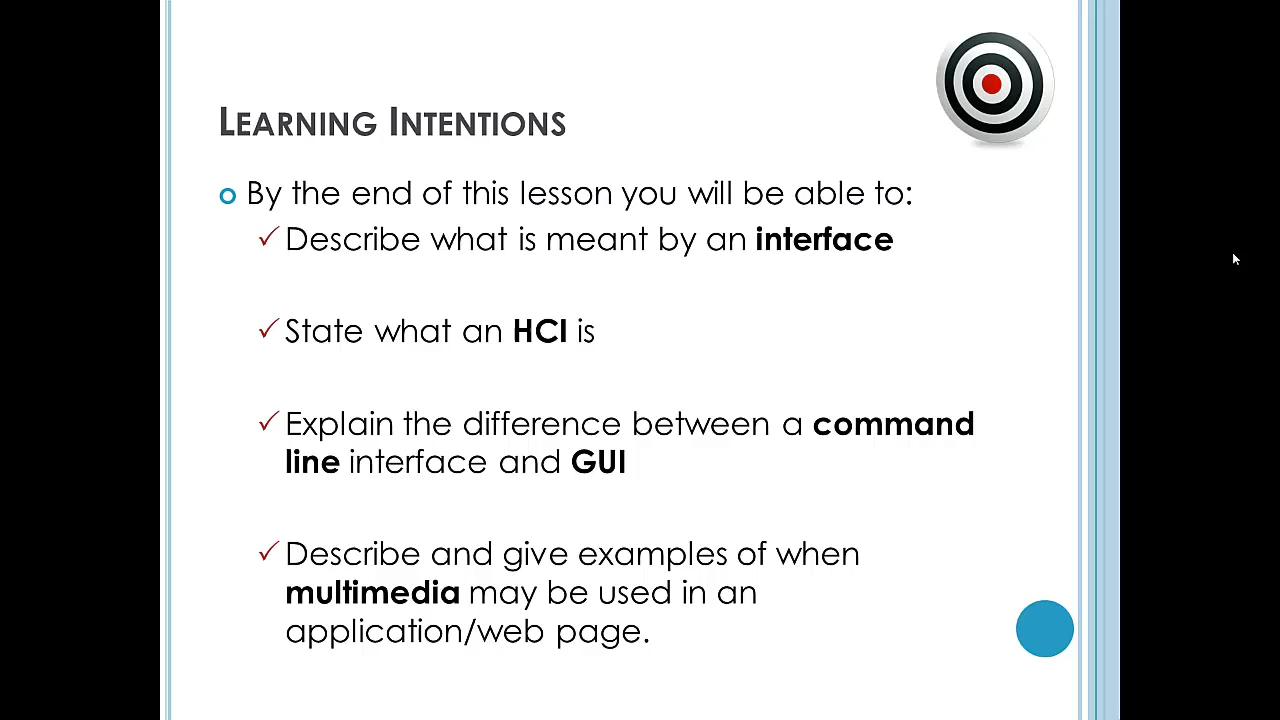 LEARNING INTENTIONS
By the end of this lesson you will be able to:
Describe what is meant by an interface
State what an HCI is
Explain the difference between a command
line interface and GUI
Describe and give examples of when
multimedia may be used in an
application/web page.